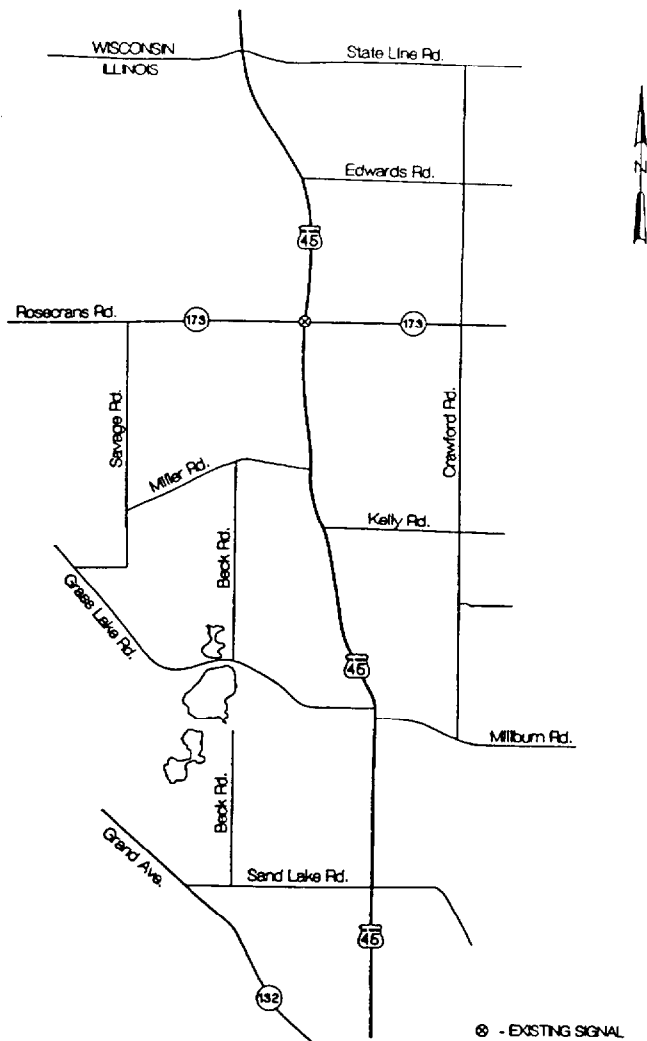 WISCONSIN
ILLINOIS
State Line Rd.
N
Edwards Rd.
45
Rosecrans Rd.
173
173
Savage Rd.
Crawford Rd.
Miller Rd.
Beck Rd.
Kelly Rd.
Grass Lake Rd.
45
Millburn Rd.
Beck Rd.
Grand Ave.
Sand Lake Rd.
45
132
⊗ - EXISTING SIGNAL